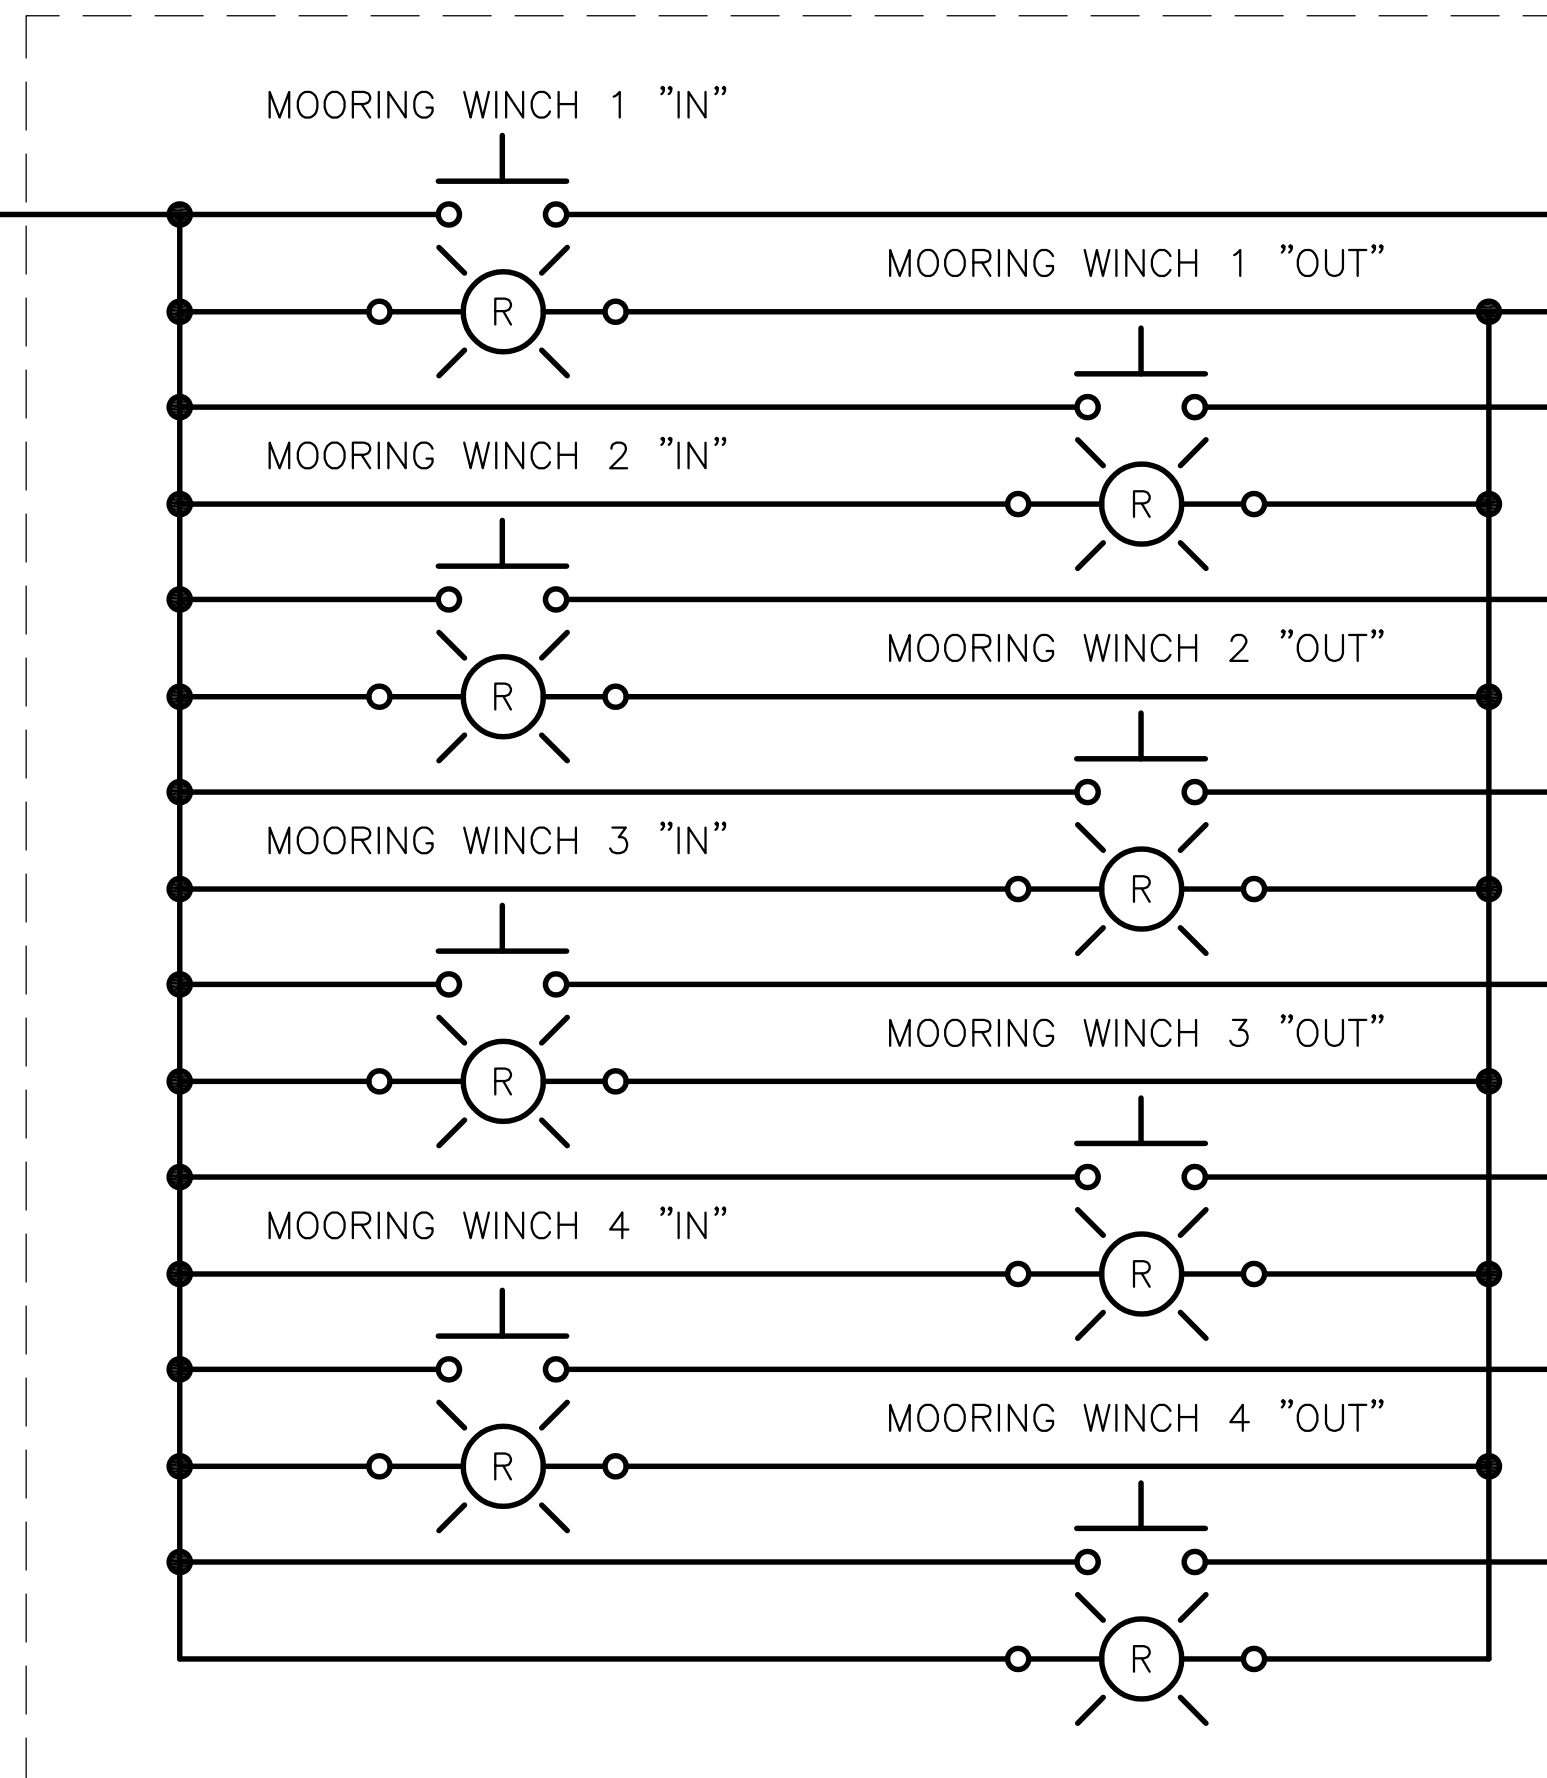 MOORING WINCH 1 "IN"
MOORING WINCH 1 "OUT"
R
MOORING WINCH 2 "IN"
R
MOORING WINCH 2 "OUT"
R
MOORING WINCH 3 "IN"
R
MOORING WINCH 3 "OUT"
R
MOORING WINCH 4 "IN"
R
MOORING WINCH 4 "OUT"
R
R